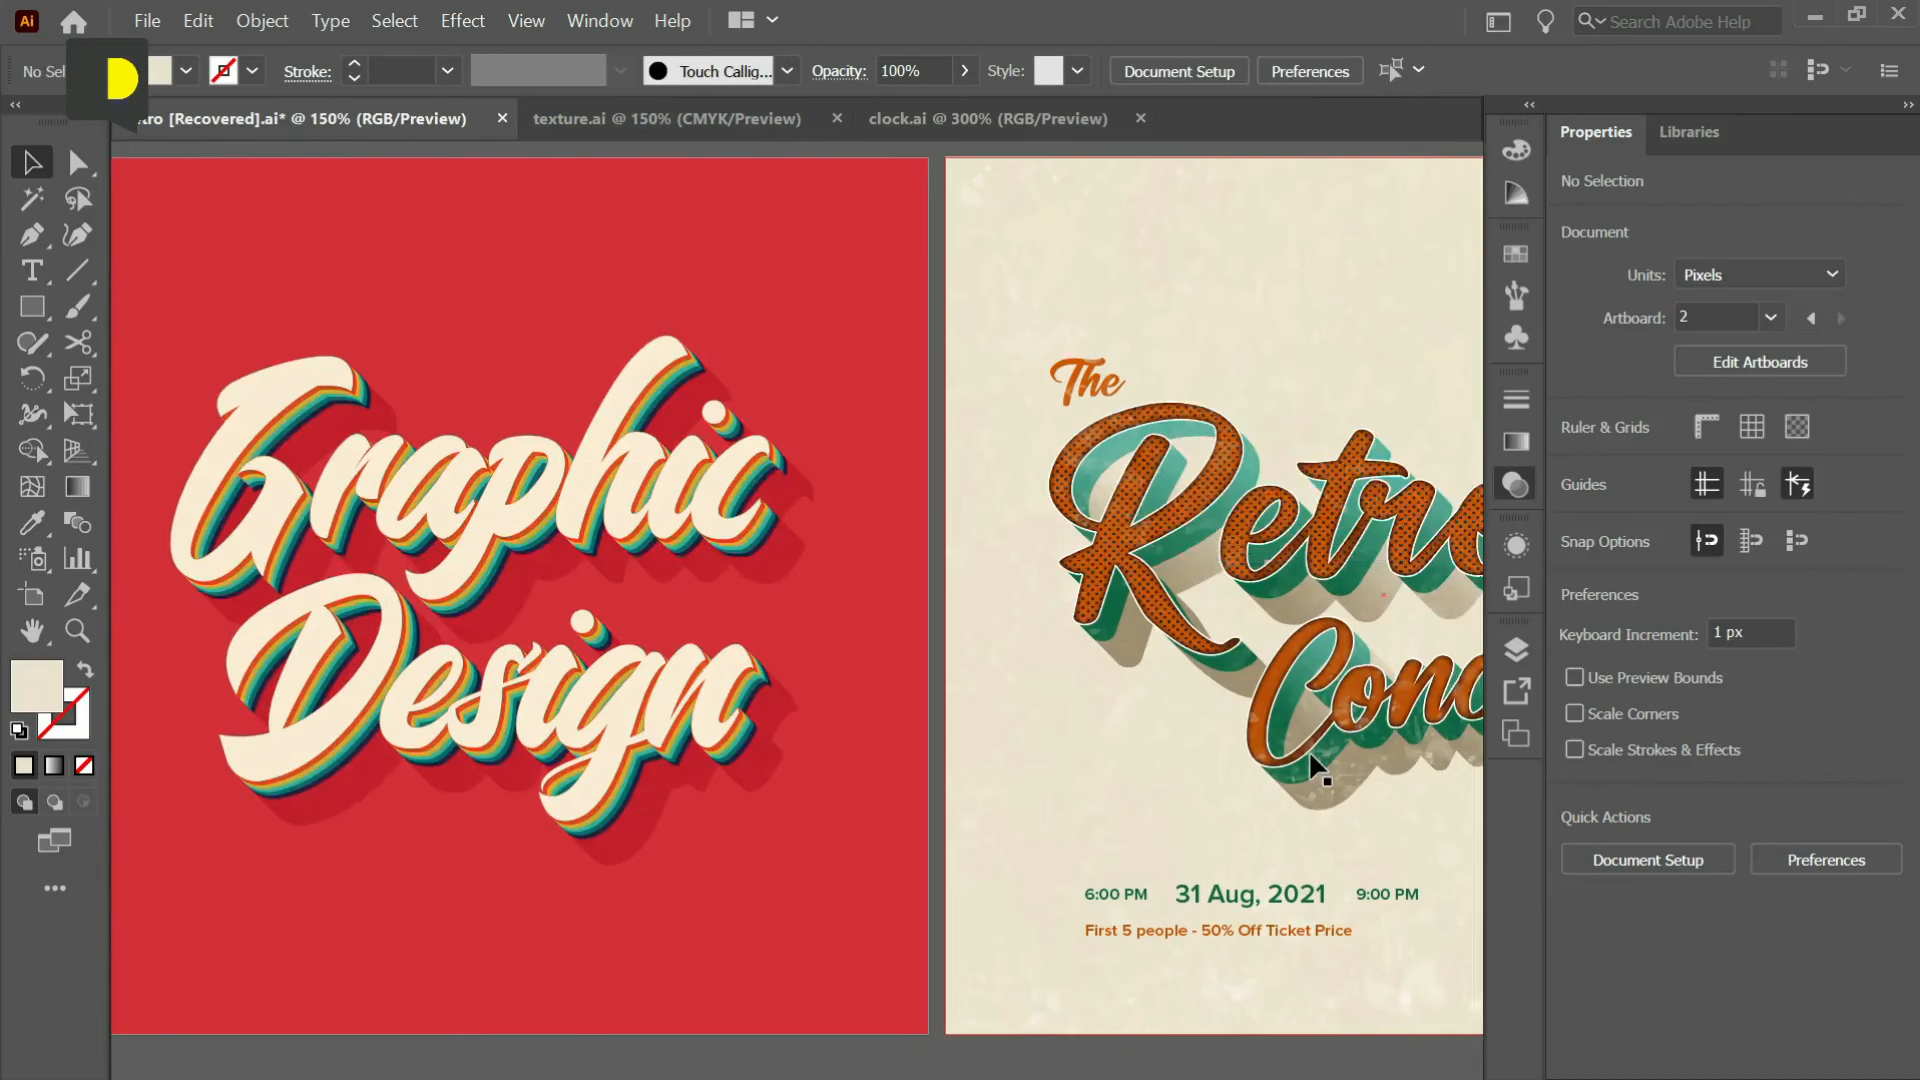 Ai File Edit Object Type Select Effect View Window Help Search Adobe Help
No Sel Stroke: Touch Callig... Opacity: 100% Style: Document Setup Preferences
D
tro [Recovered].ai* @ 150% (RGB/Preview) texture.ai @ 150% (CMYK/Preview) clock.ai @ 300% (RGB/Preview)
Graphic
Design
The
Retro
Conc
6:00 PM 31 Aug, 2021 9:00 PM
First 5 people - 50% Off Ticket Price
Properties Libraries
No Selection
Document
Units: Pixels
Artboard: 2
Edit Artboards
Ruler & Grids
Guides
Snap Options
Preferences
Keyboard Increment: 1 px
Use Preview Bounds
Scale Corners
Scale Strokes & Effects
Quick Actions
Document Setup Preferences